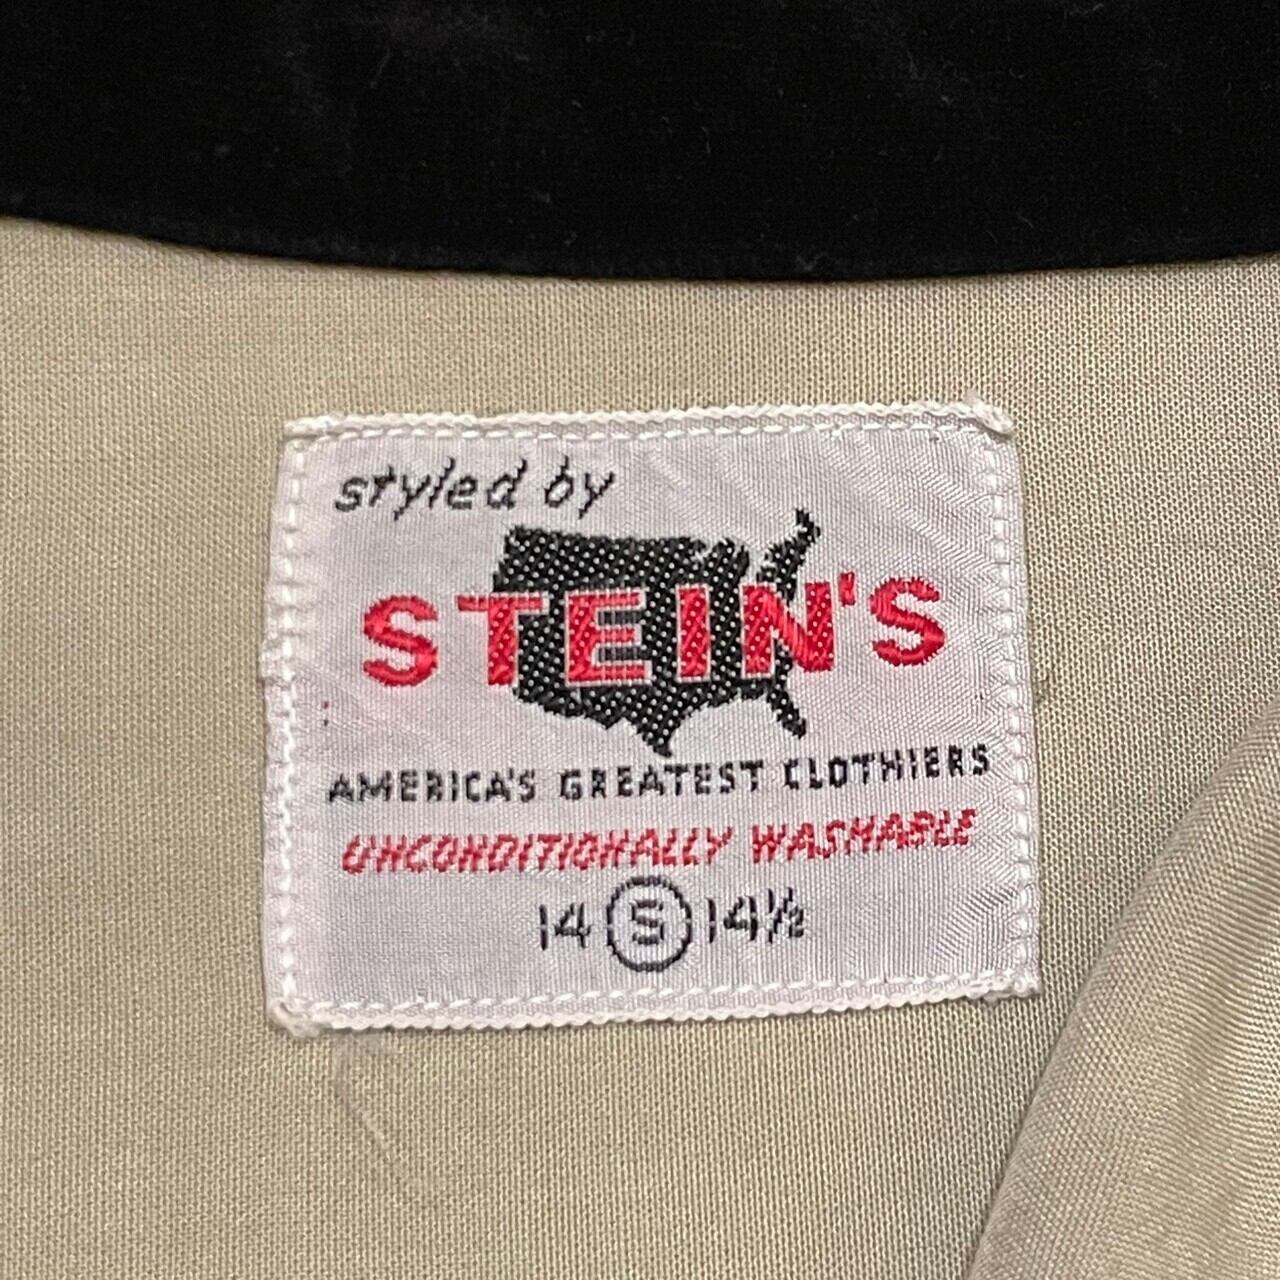 styled by
STEIN'S
AMERICA'S GREATEST CLOTHIERS
UNCONDITIONALLY WASHABLE
14 S 14½